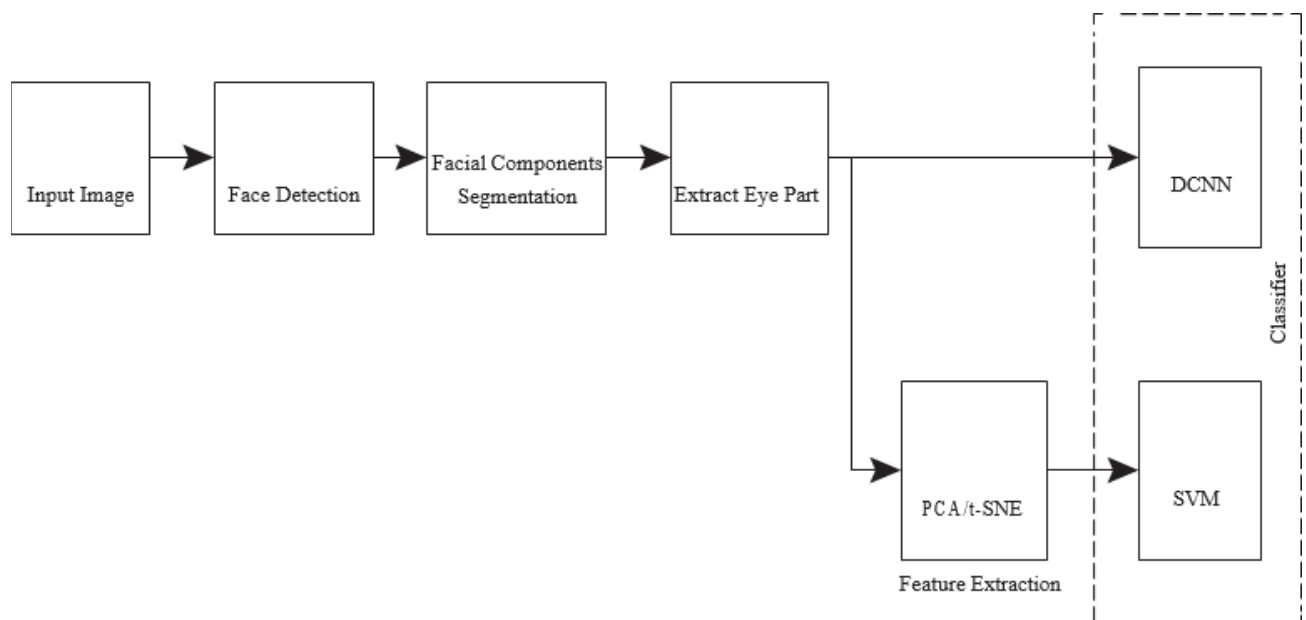 Input Image
Face Detection
Facial Components
Segmentation
Extract Eye Part
DCNN
Classifier
PCA/t-SNE
Feature Extraction
SVM